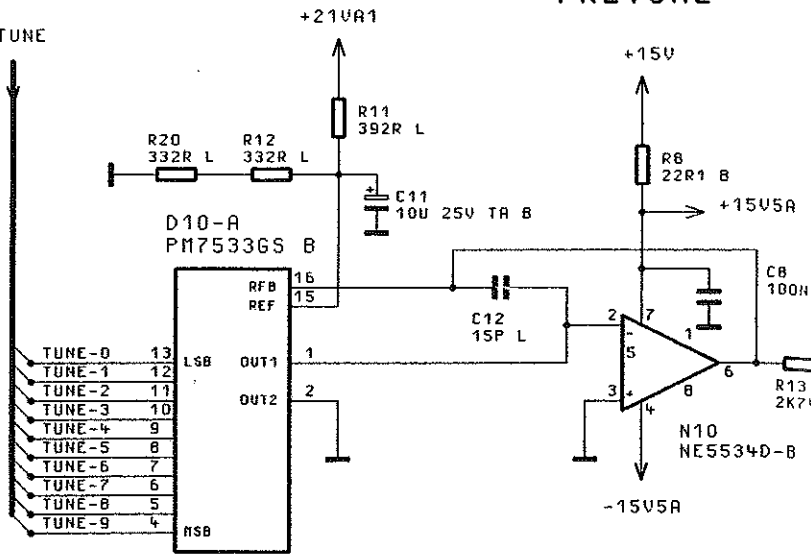 +21VA1
TUNE
+15V
R11
392R L
R20
332R L
R12
332R L
R8
22R1 B
C11
10U 25V TA B
+
+15V5A
D10-A
PM7533GS B
RFB 16
REF 15
C8
100N
C12
15P L
2
7
1
-
5
TUNE-0 13 LSB
OUT1 1
TUNE-1 12
TUNE-2 11
OUT2 2
3
+
4
8
6
R13
TUNE-3 10
TUNE-4 9
N10
NE5534D-B
TUNE-5 8
TUNE-6 7
TUNE-7 6
TUNE-8 5
-15V5A
TUNE-9 4 MSB